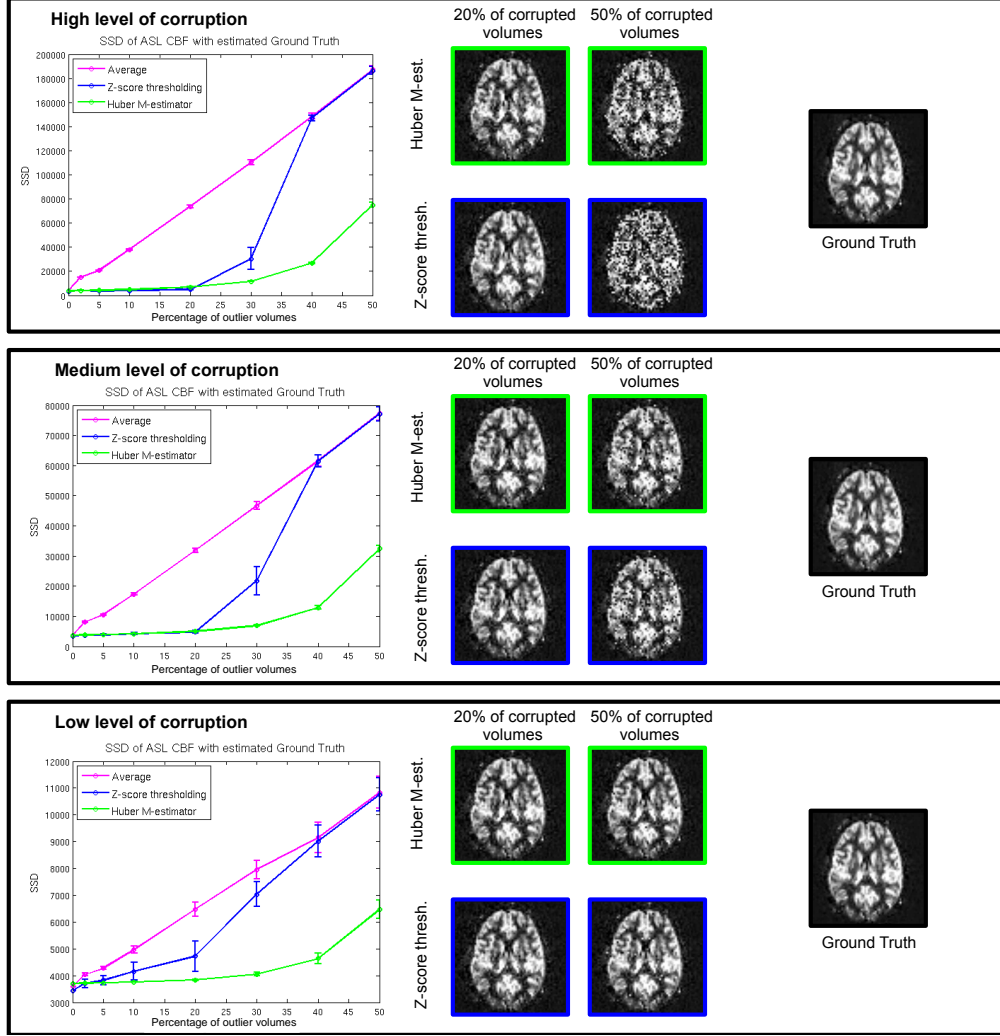 High level of corruption
SSD of ASL CBF with estimated Ground Truth
200000
180000
160000
140000
120000
100000
80000
60000
40000
20000
0
SSD
Average
Z-score thresholding
Huber M-estimator
0 5 10 15 20 25 30 35 40 45 50
Percentage of outlier volumes
20% of corrupted
volumes
50% of corrupted
volumes
Huber M-est.
Z-score thresh.
Ground Truth
Medium level of corruption
SSD of ASL CBF with estimated Ground Truth
80000
70000
60000
50000
40000
30000
20000
10000
0
SSD
Average
Z-score thresholding
Huber M-estimator
0 5 10 15 20 25 30 35 40 45 50
Percentage of outlier volumes
20% of corrupted
volumes
50% of corrupted
volumes
Huber M-est.
Z-score thresh.
Ground Truth
Low level of corruption
SSD of ASL CBF with estimated Ground Truth
12000
11000
10000
9000
8000
7000
6000
5000
4000
3000
SSD
Average
Z-score thresholding
Huber M-estimator
0 5 10 15 20 25 30 35 40 45 50
Percentage of outlier volumes
20% of corrupted
volumes
50% of corrupted
volumes
Huber M-est.
Z-score thresh.
Ground Truth